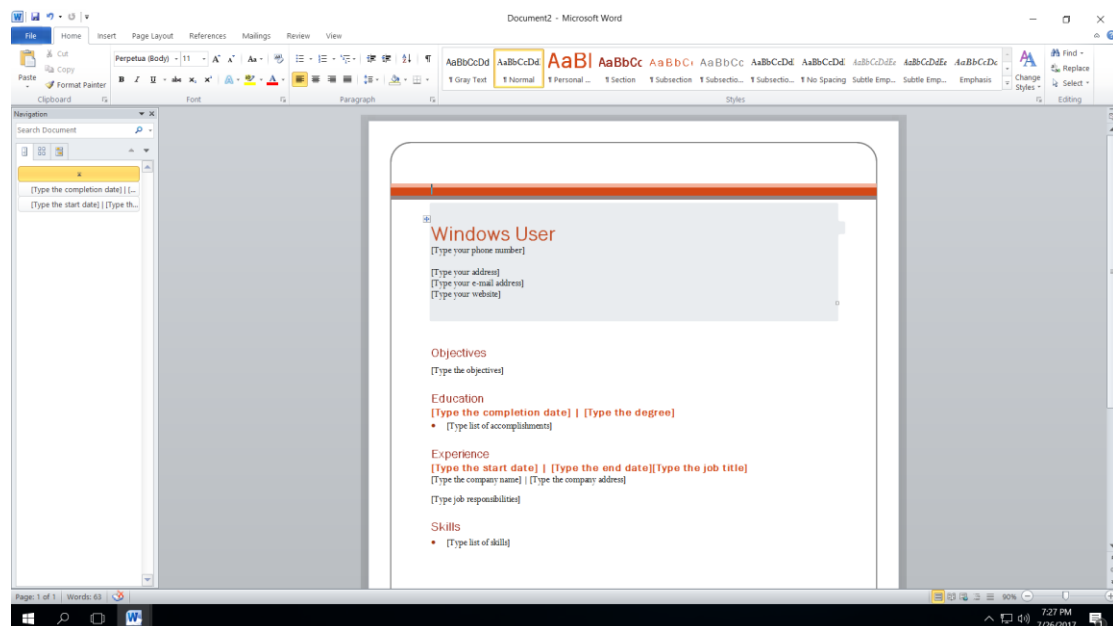 Document2 - Microsoft Word
File Home Insert Page Layout References Mailings Review View
Paste
Cut
Copy
Format Painter
Clipboard
Perpetua (Body) 11
Font
Paragraph
AaBbCcDd AaBbCcDd AaBl AaBbCc AaBbCc AaBbCc AaBbCcDd AaBbCcDd AaBbCcDdEe AaBbCcDdEe AaBbCcDc
¶ Gray Text ¶ Normal ¶ Personal ... ¶ Section ¶ Subsection ¶ Subsectio... ¶ Subsectio... ¶ No Spacing Subtle Emp... Subtle Emp... Emphasis
Styles
Change Styles
Find
Replace
Select
Editing
Navigation
Search Document
[Type the completion date] | [...
[Type the start date] | [Type th...
Windows User
[Type your phone number]
[Type your address]
[Type your e-mail address]
[Type your website]
Objectives
[Type the objectives]
Education
[Type the completion date] | [Type the degree]
• [Type list of accomplishments]
Experience
[Type the start date] | [Type the end date][Type the job title]
[Type the company name] | [Type the company address]
[Type job responsibilities]
Skills
• [Type list of skills]
Page: 1 of 1 Words: 63
90%
7:27 PM
7/26/2017